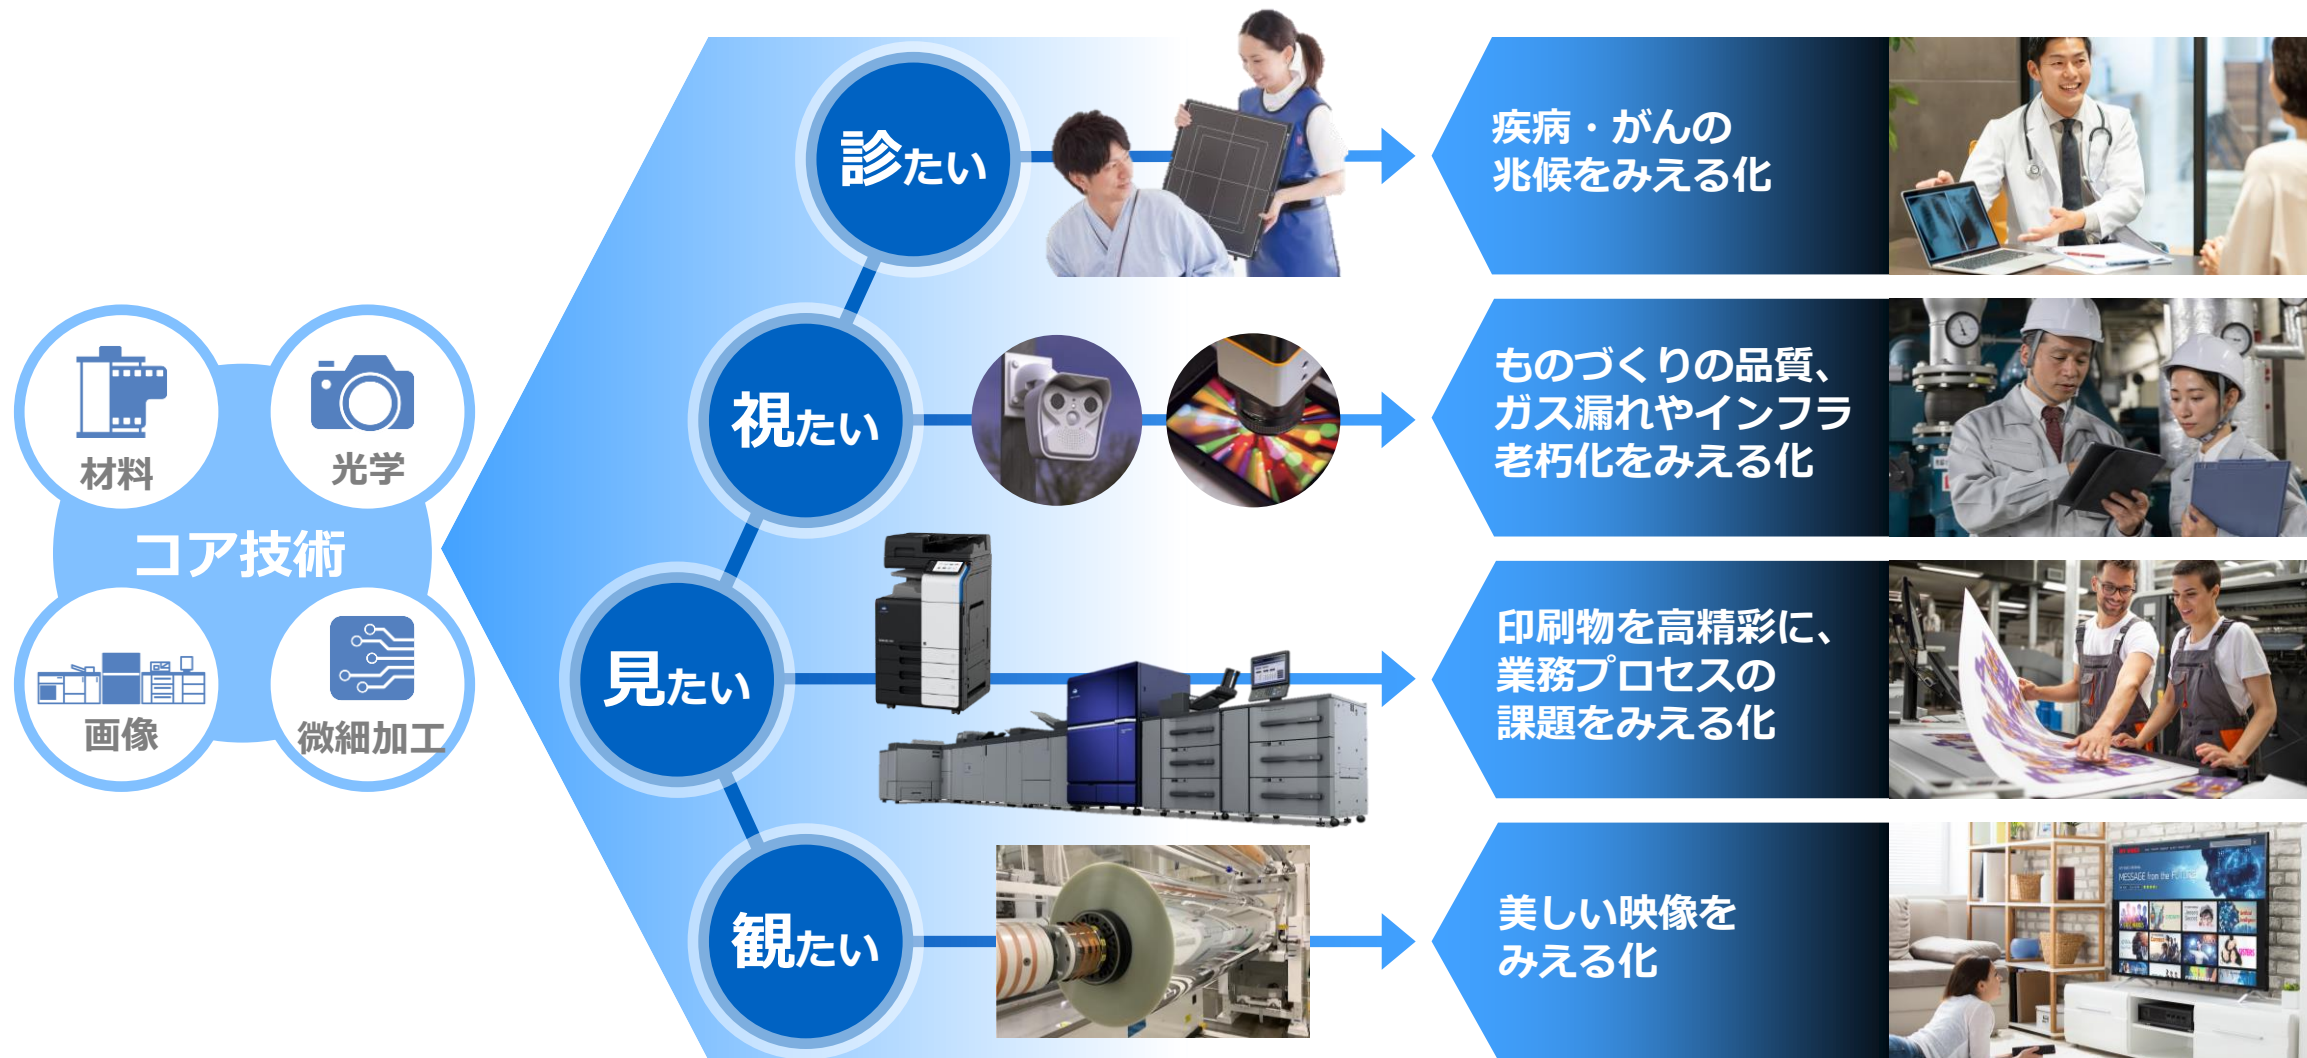 材料
光学
コア技術
画像
微細加工
診たい
疾病・がんの
兆候をみえる化
視たい
ものづくりの品質、
ガス漏れやインフラ
老朽化をみえる化
見たい
印刷物を高精彩に、
業務プロセスの
課題をみえる化
観たい
美しい映像を
みえる化
MESSAGE from the FUTURE